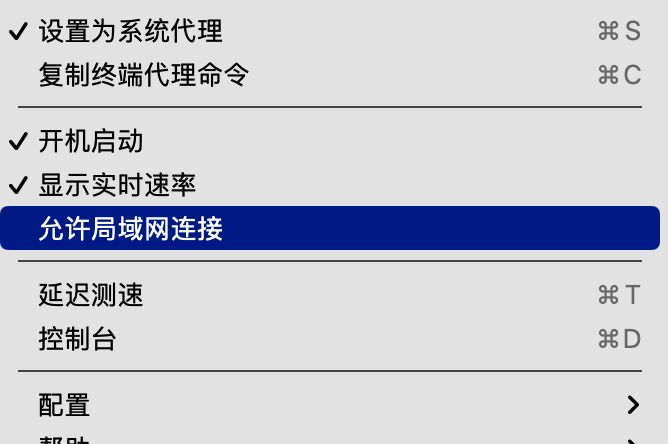 设置为系统代理 ⌘S
复制终端代理命令 ⌘C
开机启动
显示实时速率
允许局域网连接
延迟测速 ⌘T
控制台 ⌘D
配置
帮助